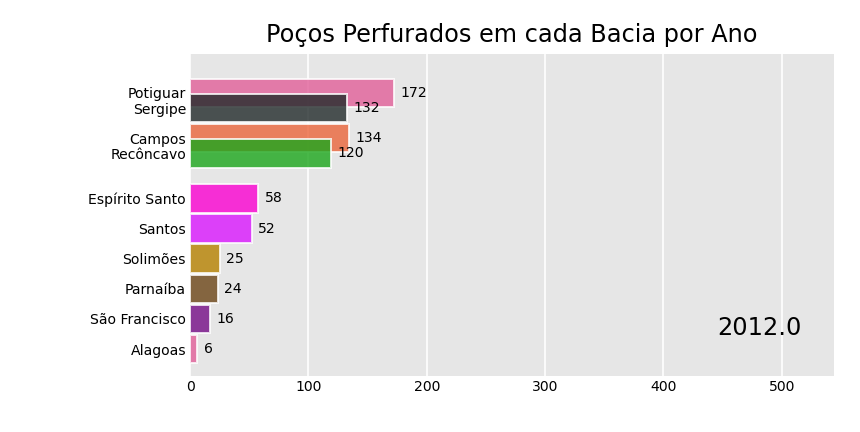 Poços Perfurados em cada Bacia por Ano
Potiguar 172
Sergipe 132
Campos 134
Recôncavo 120
Espírito Santo 58
Santos 52
Solimões 25
Parnaíba 24
São Francisco 16
2012.0
Alagoas 6
0 100 200 300 400 500